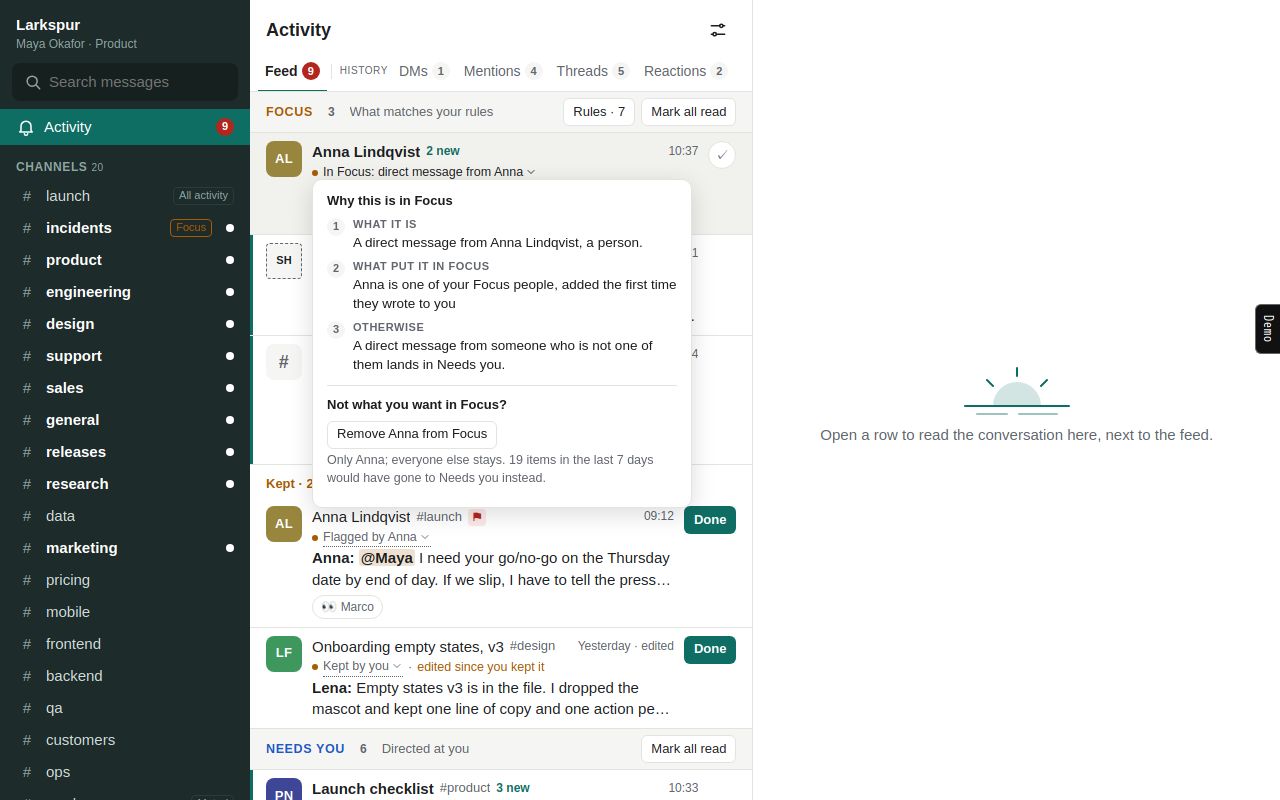 Larkspur
Maya Okafor · Product
Search messages
Activity 9
CHANNELS 20
# launch All activity
# incidents Focus
# product
# engineering
# design
# support
# sales
# general
# releases
# research
# data
# marketing
# pricing
# mobile
# frontend
# backend
# qa
# customers
# ops
Activity
Feed 9 HISTORY DMs 1 Mentions 4 Threads 5 Reactions 2
FOCUS 3 What matches your rules Rules · 7 Mark all read
AL Anna Lindqvist 2 new 10:37 ✓
In Focus: direct message from Anna
Why this is in Focus
1 WHAT IT IS
A direct message from Anna Lindqvist, a person.
2 WHAT PUT IT IN FOCUS
Anna is one of your Focus people, added the first time
they wrote to you
3 OTHERWISE
A direct message from someone who is not one of
them lands in Needs you.
Not what you want in Focus?
Remove Anna from Focus
Only Anna; everyone else stays. 19 items in the last 7 days
would have gone to Needs you instead.
SH
#
Kept · 2
AL Anna Lindqvist #launch 09:12 Done
Flagged by Anna
Anna: @Maya I need your go/no-go on the Thursday
date by end of day. If we slip, I have to tell the press…
👀 Marco
LF Onboarding empty states, v3 #design Yesterday · edited Done
Kept by you · edited since you kept it
Lena: Empty states v3 is in the file. I dropped the
mascot and kept one line of copy and one action pe…
NEEDS YOU 6 Directed at you Mark all read
PN Launch checklist #product 3 new 10:33
Open a row to read the conversation here, next to the feed.
Demo